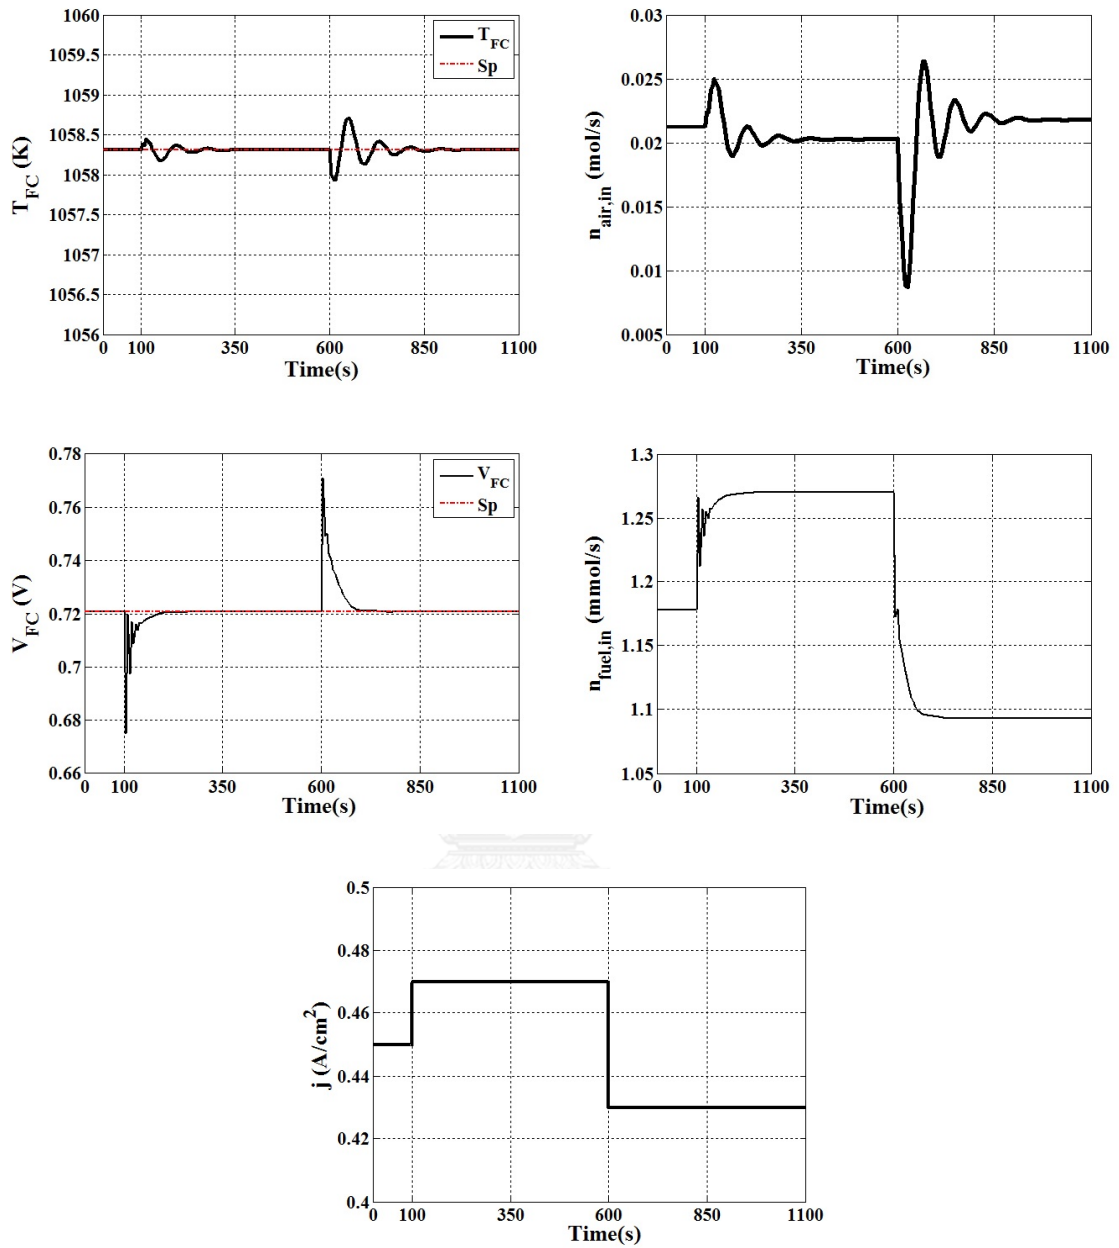 1060
1059.5
1059
1058.5
1058
1057.5
1057
1056.5
1056
T_FC (K)
T_FC
Sp
0 100 350 600 850 1100
Time(s)
0.03
0.025
0.02
0.015
0.01
0.005
n_air,in (mol/s)
0 100 350 600 850 1100
Time(s)
0.78
0.76
0.74
0.72
0.7
0.68
0.66
V_FC (V)
V_FC
Sp
0 100 350 600 850 1100
Time(s)
1.3
1.25
1.2
1.15
1.1
1.05
n_fuel,in (mmol/s)
0 100 350 600 850 1100
Time(s)
0.5
0.48
0.46
0.44
0.42
0.4
j (A/cm²)
0 100 350 600 850 1100
Time(s)